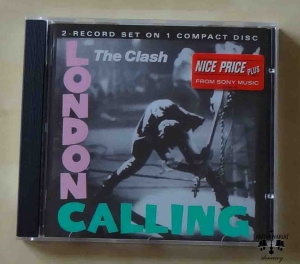 2-RECORD SET ON 1 COMPACT DISC
The Clash
NICE PRICE PLUS
FROM SONY MUSIC
LONDON
CALLING